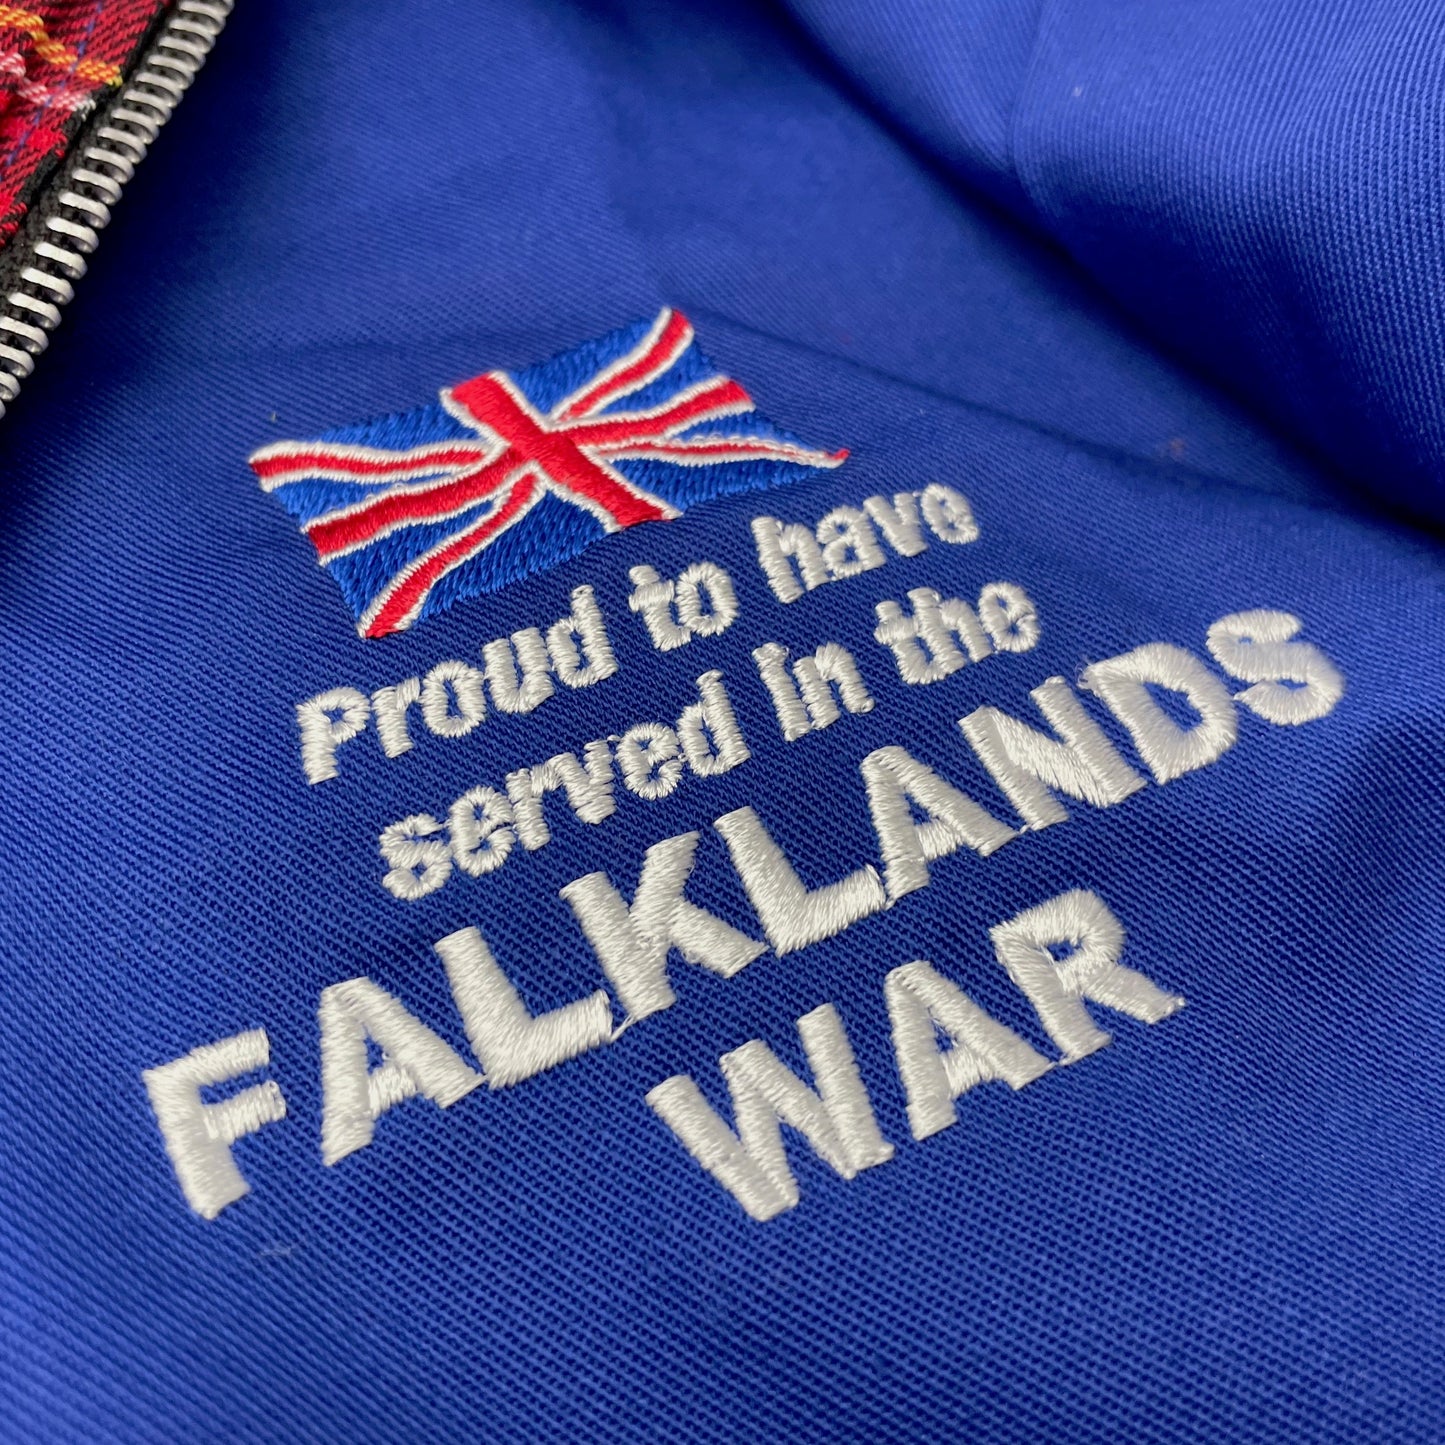 Proud to have
served in the
FALKLANDS
WAR